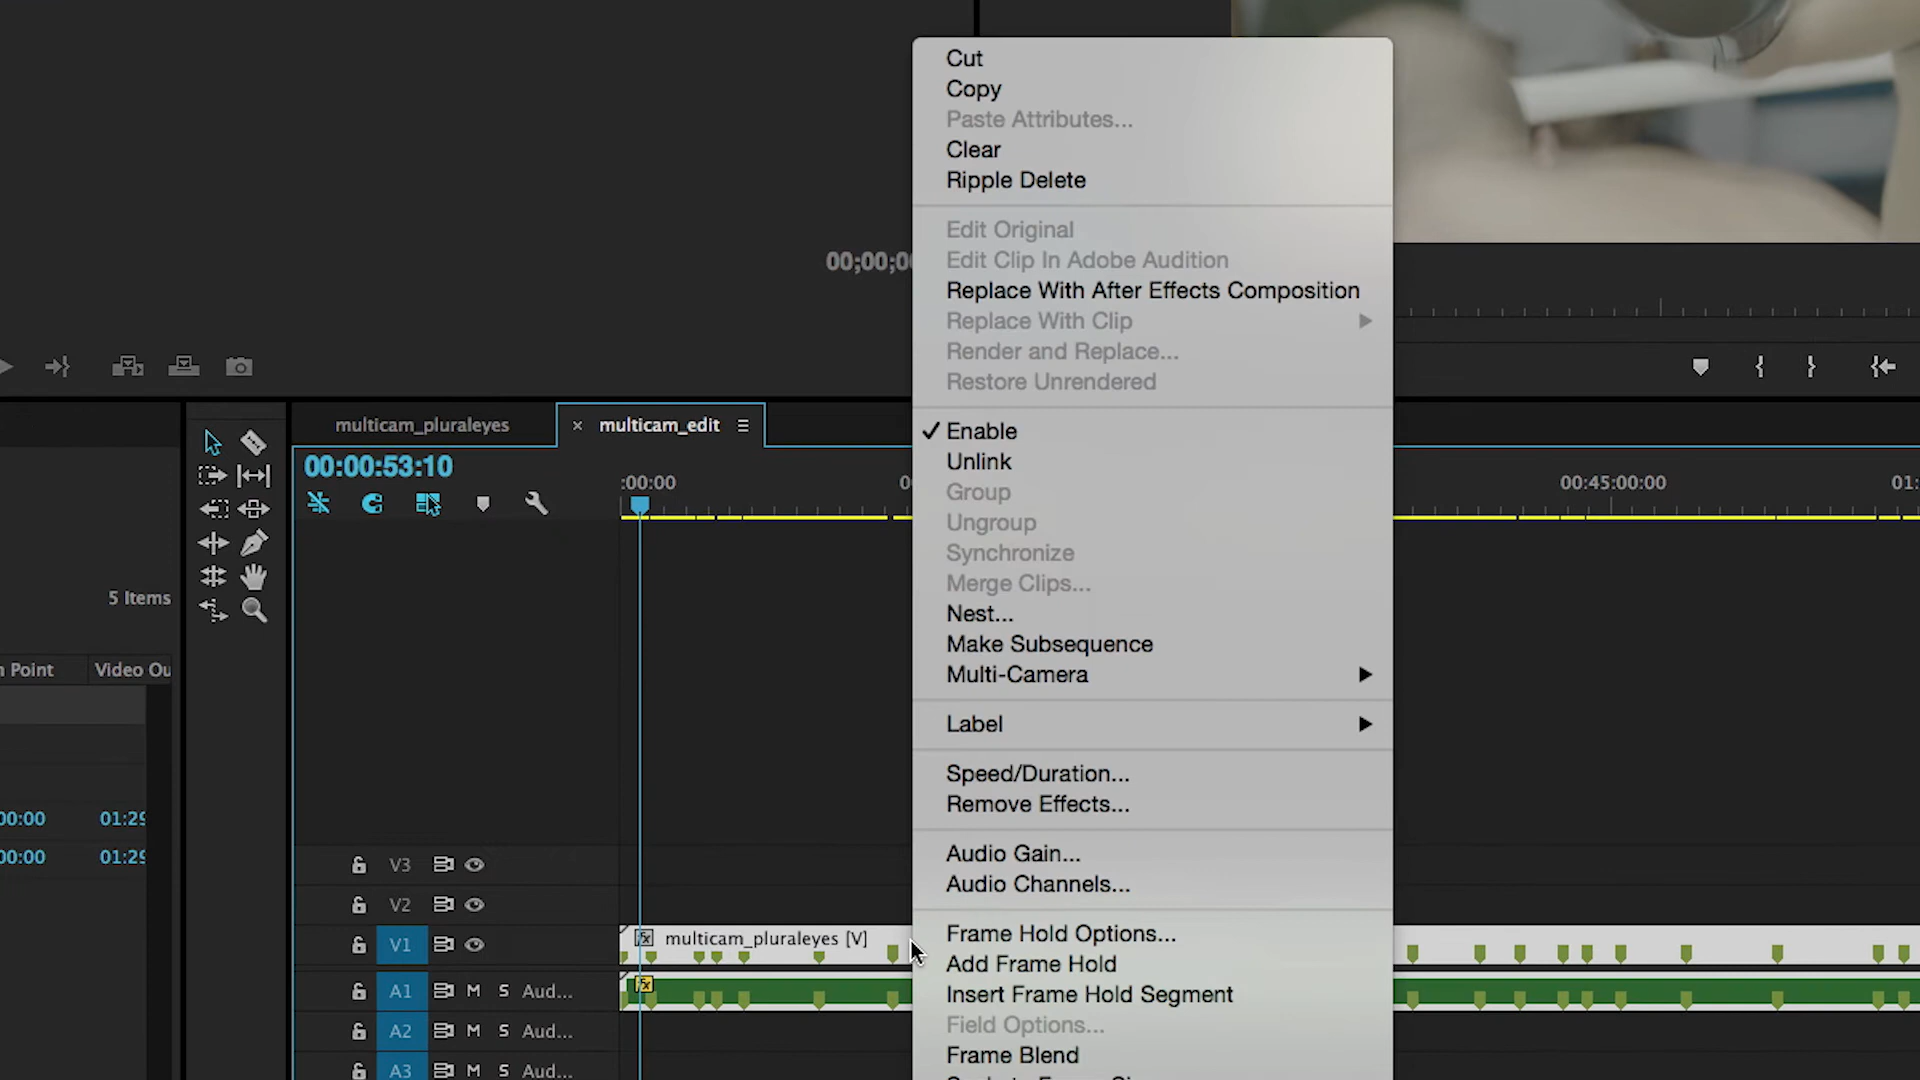 Cut
Copy
Paste Attributes...
Clear
Ripple Delete
Edit Original
Edit Clip In Adobe Audition
Replace With After Effects Composition
Replace With Clip
Render and Replace...
Restore Unrendered
Enable
Unlink
Group
Ungroup
Synchronize
Merge Clips...
Nest...
Make Subsequence
Multi-Camera
Label
Speed/Duration...
Remove Effects...
Audio Gain...
Audio Channels...
Frame Hold Options...
Add Frame Hold
Insert Frame Hold Segment
Field Options...
Frame Blend
00;00;0
multicam_pluraleyes
multicam_edit
00:00:53:10
:00:00
00:45:00:00
01:
5 Items
Point
Video Ou
00:00 01:29
00:00 01:29
V3
V2
V1
multicam_pluraleyes [V]
fx
A1 M S Aud...
fx
A2 M S Aud...
A3 M S Aud...